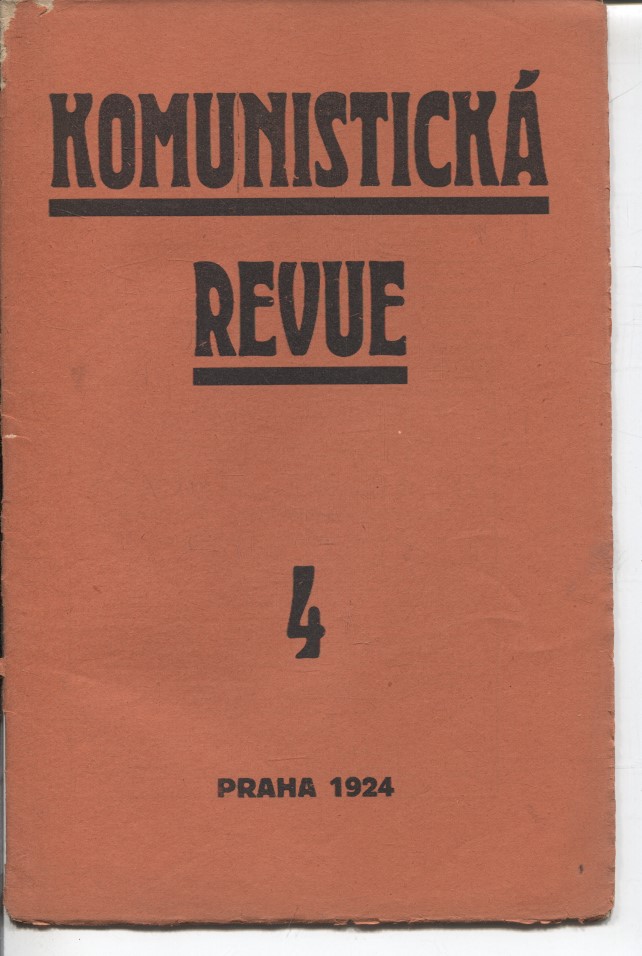 KOMUNISTICKÁ
REVUE
4
PRAHA 1924